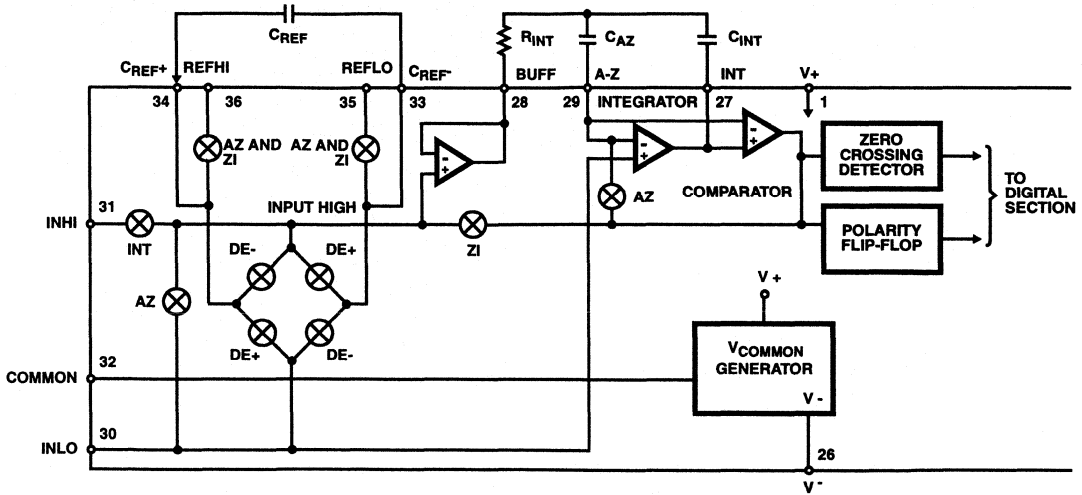 CREF
RINT
CAZ
CINT
CREF+
REFHI
REFLO
CREF-
BUFF
A-Z
INT
V+
34
36
35
33
28
29
INTEGRATOR
27
1
AZ AND
ZI
AZ AND
ZI
-
+
-
+
-
+
ZERO
CROSSING
DETECTOR
TO
DIGITAL
SECTION
AZ
COMPARATOR
31
INHI
INT
INPUT HIGH
ZI
POLARITY
FLIP-FLOP
DE-
DE+
AZ
DE+
DE-
V +
VCOMMON
GENERATOR
V -
32
COMMON
30
INLO
26
V -